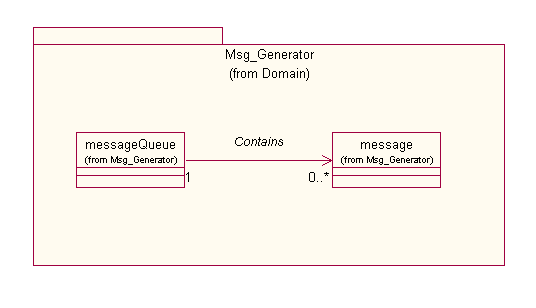 Msg_Generator
(from Domain)
messageQueue
(from Msg_Generator)
Contains
message
(from Msg_Generator)
1
0..*